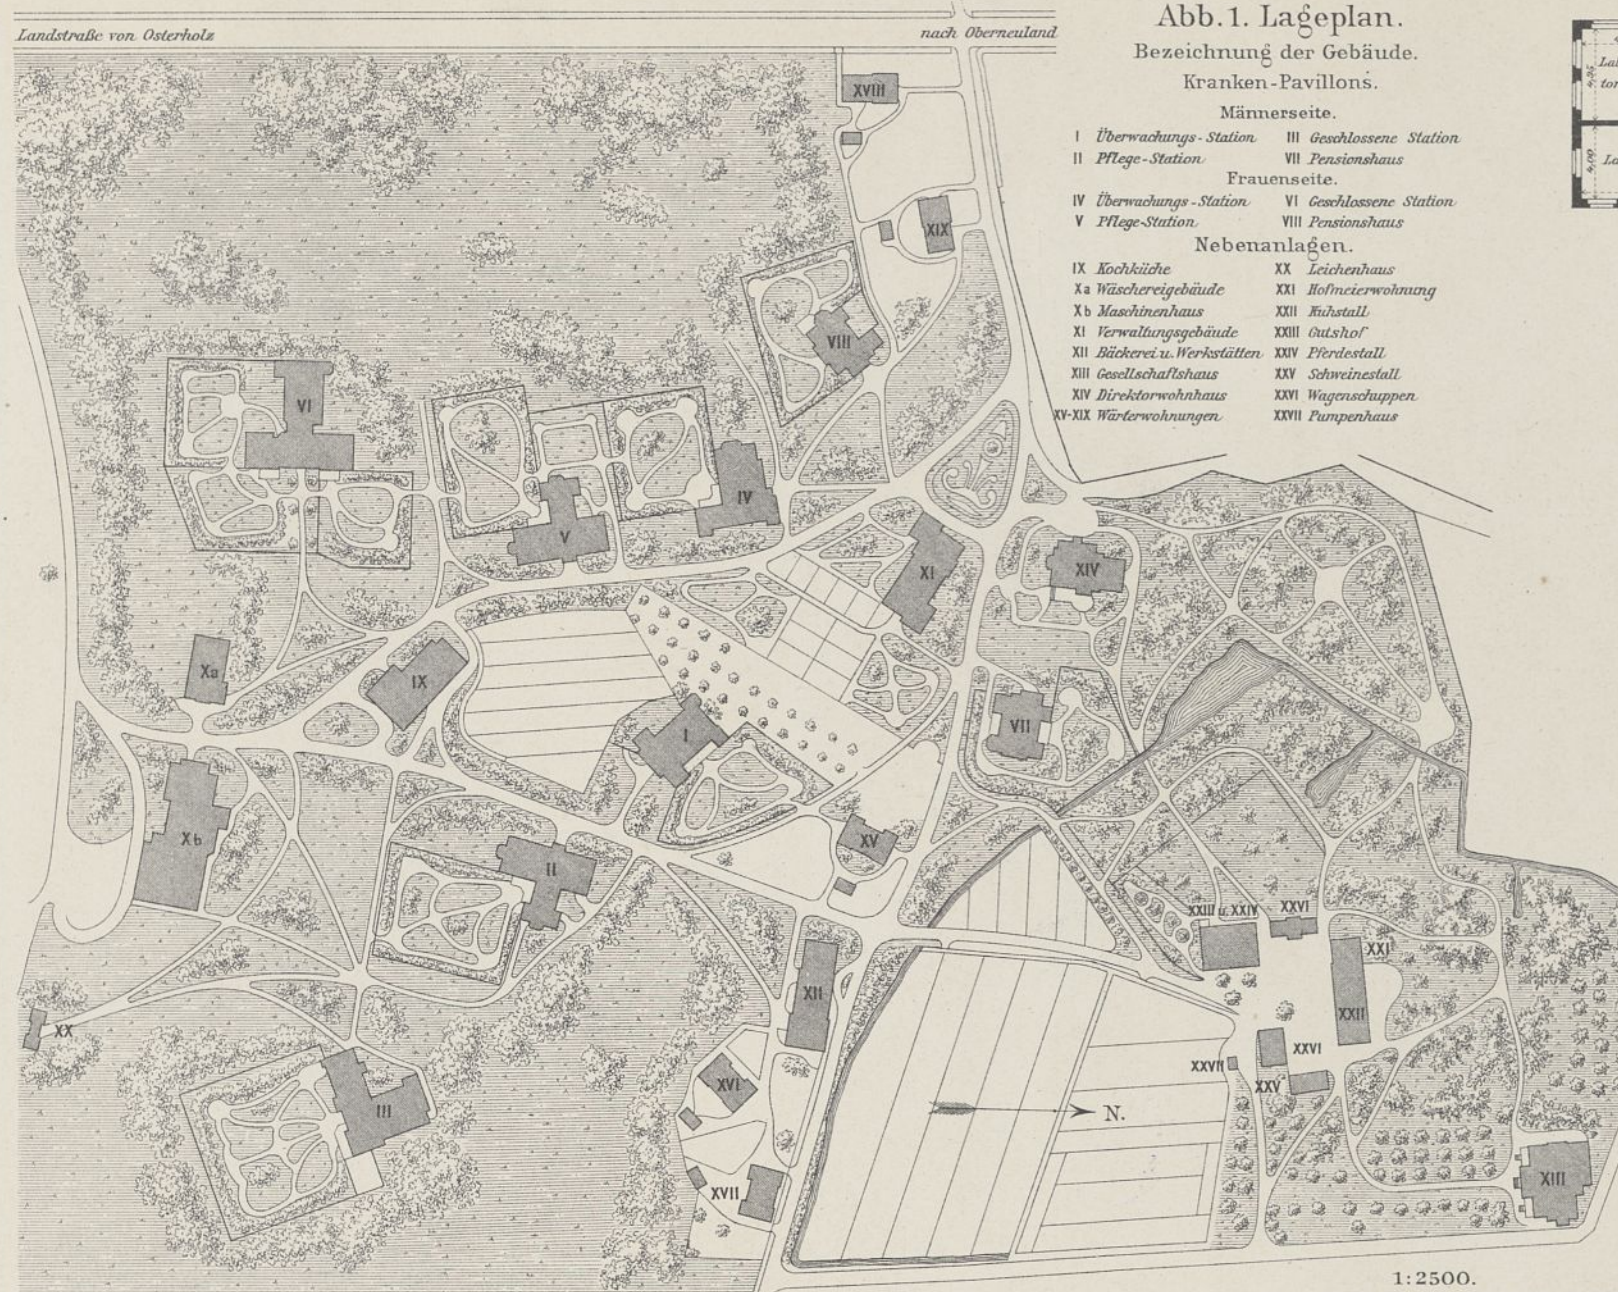 Landstraße von Osterholz
nach Oberneuland
Abb. 1. Lageplan.
Bezeichnung der Gebäude.
Kranken-Pavillons.
Männerseite.
I Überwachungs-Station III Geschlossene Station
II Pflege-Station VII Pensionshaus
Frauenseite.
IV Überwachungs-Station VI Geschlossene Station
V Pflege-Station VIII Pensionshaus
Nebenanlagen.
IX Kochküche XX Leichenhaus
Xa Wäschereigebäude XXI Hofmeierwohnung
Xb Maschinenhaus XXII Kuhstall
XI Verwaltungsgebäude XXIII Gutshof
XII Bäckerei u. Werkstätten XXIV Pferdestall
XIII Gesellschaftshaus XXV Schweinestall
XIV Direktorwohnhaus XXVI Wagenschuppen
XV-XIX Wärterwohnungen XXVII Pumpenhaus
XVIII
XIX
VIII
VI
IV
V
XI
XIV
Xa
IX
I
VII
Xb
II
XV
XXIII u. XXIV
XXVI
XXI
XII
XXII
XX
XXVI
XXVII
XXV
XVI
III
N.
XVII
XIII
1:2500.